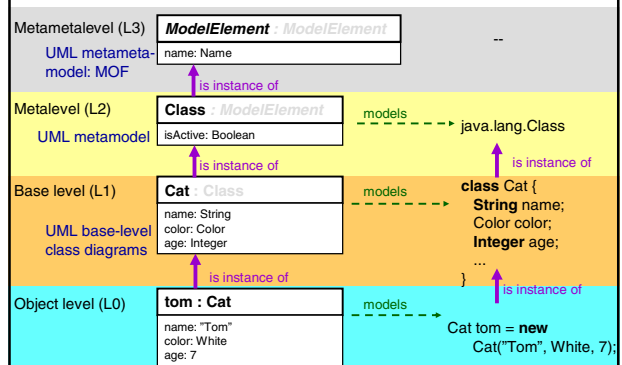 Metametalevel (L3)
UML metameta-
model: MOF
ModelElement : ModelElement
name: Name
--
is instance of
Metalevel (L2)
UML metamodel
Class : ModelElement
isActive: Boolean
models
java.lang.Class
is instance of
is instance of
Base level (L1)
UML base-level
class diagrams
Cat : Class
name: String
color: Color
age: Integer
models
class Cat {
String name;
Color color;
Integer age;
...
}
is instance of
is instance of
Object level (L0)
tom : Cat
name: ”Tom”
color: White
age: 7
models
Cat tom = new
Cat(”Tom”, White, 7);